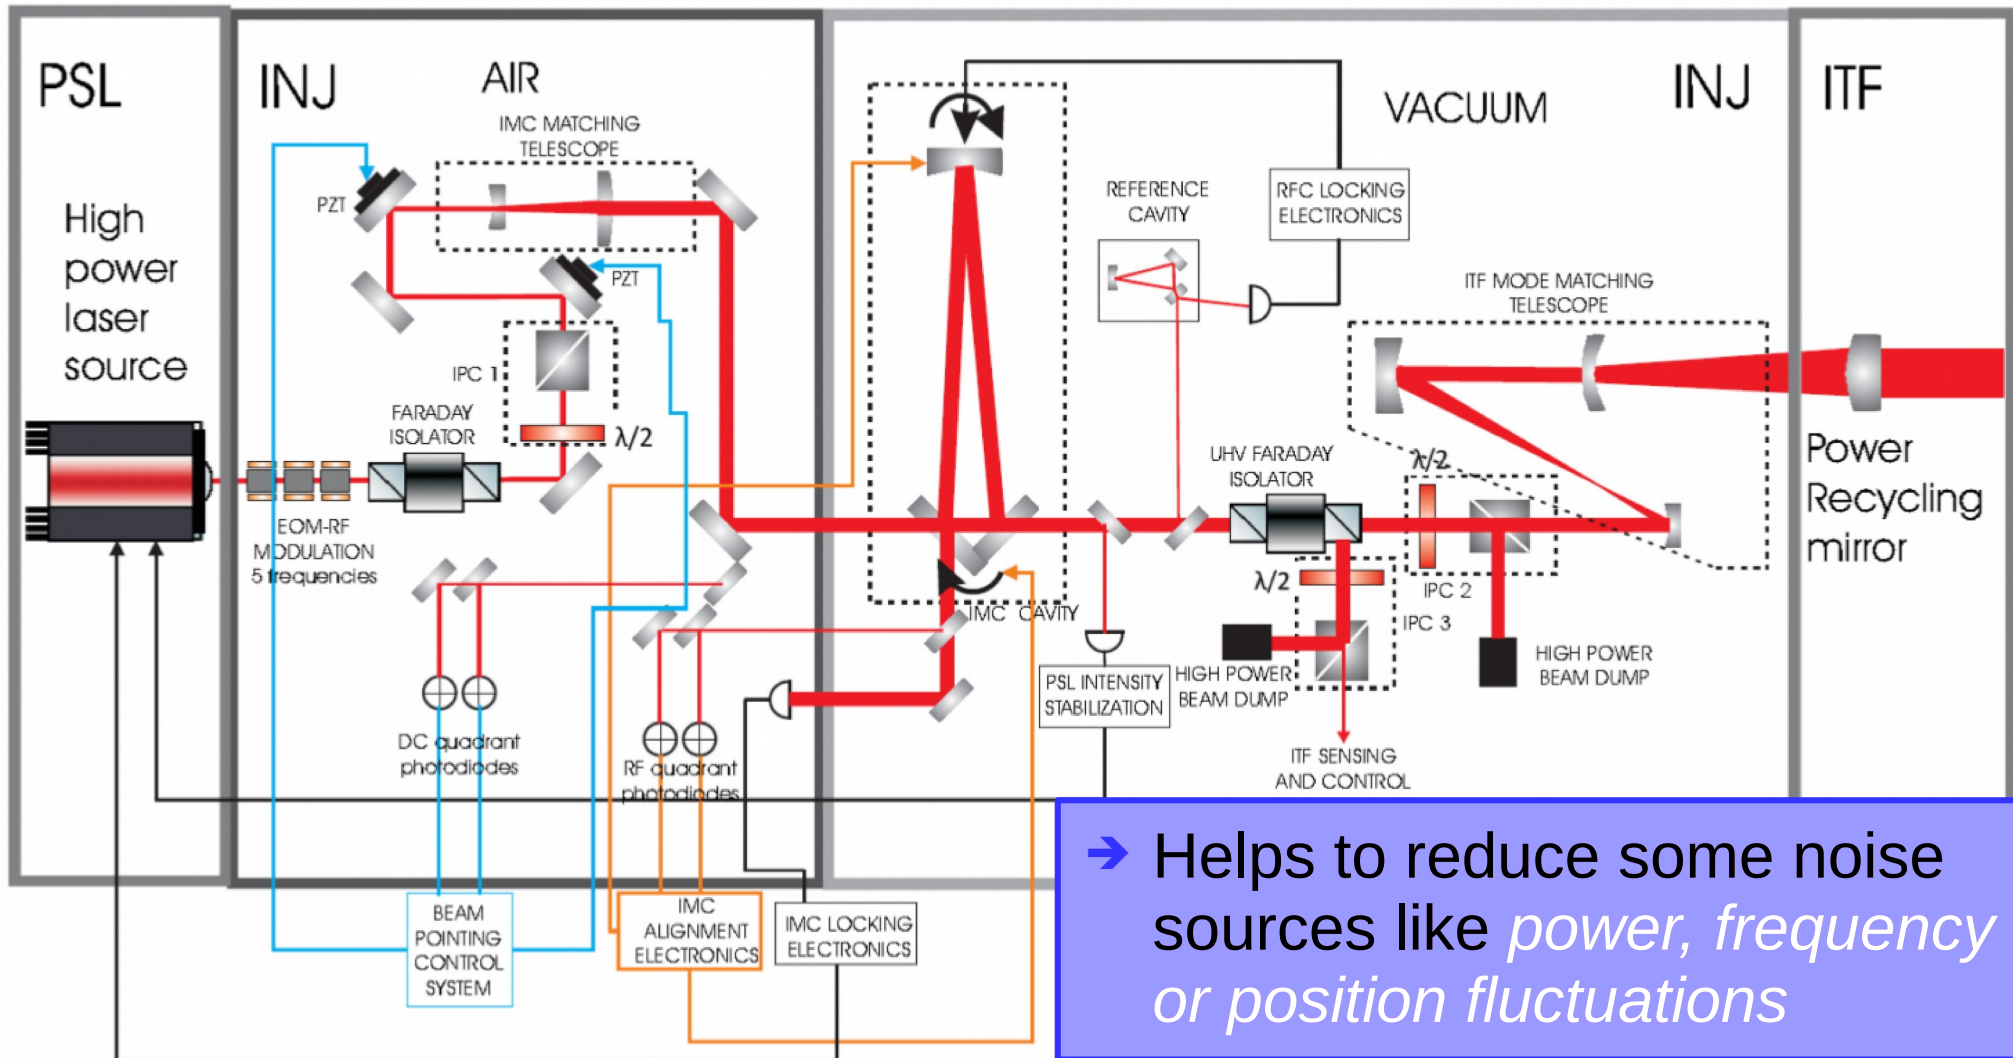 PSL
High
power
laser
source
INJ
AIR
IMC MATCHING
TELESCOPE
PZT
PZT
IPC 1
λ/2
FARADAY
ISOLATOR
EOM-RF
MODULATION
5 frequencies
DC quadrant
photodiodes
RF quadrant
photodiodes
BEAM
POINTING
CONTROL
SYSTEM
IMC
ALIGNMENT
ELECTRONICS
IMC LOCKING
ELECTRONICS
VACUUM
INJ
REFERENCE
CAVITY
RFC LOCKING
ELECTRONICS
ITF MODE MATCHING
TELESCOPE
UHV FARADAY
ISOLATOR
λ/2
λ/2
IPC 2
IPC 3
IMC CAVITY
PSL INTENSITY
STABILIZATION
HIGH POWER
BEAM DUMP
HIGH POWER
BEAM DUMP
ITF SENSING
AND CONTROL
ITF
Power
Recycling
mirror
➔ Helps to reduce some noise
sources like power, frequency
or position fluctuations